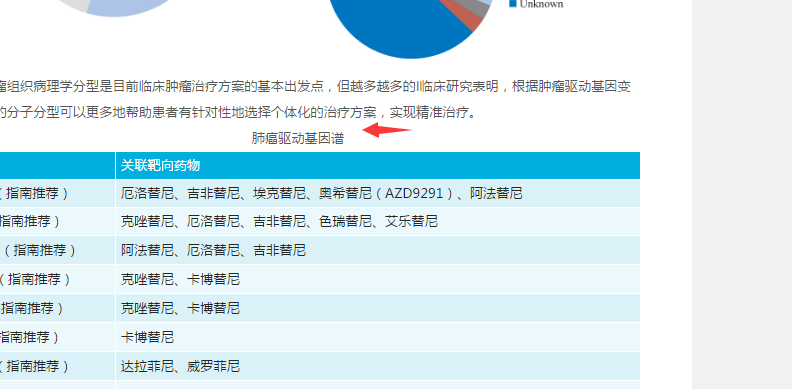 Unknown
瘤组织病理学分型是目前临床肿瘤治疗方案的基本出发点，但越多越多的II临床研究表明，根据肿瘤驱动基因变
的分子分型可以更多地帮助患者有针对性地选择个体化的治疗方案，实现精准治疗。
肺癌驱动基因谱
关联靶向药物
（指南推荐） 厄洛替尼、吉非替尼、埃克替尼、奥希替尼（AZD9291）、阿法替尼
指南推荐） 克唑替尼、厄洛替尼、吉非替尼、色瑞替尼、艾乐替尼
（指南推荐） 阿法替尼、厄洛替尼、吉非替尼
（指南推荐） 克唑替尼、卡博替尼
指南推荐） 克唑替尼、卡博替尼
指南推荐） 卡博替尼
（指南推荐） 达拉菲尼、威罗菲尼